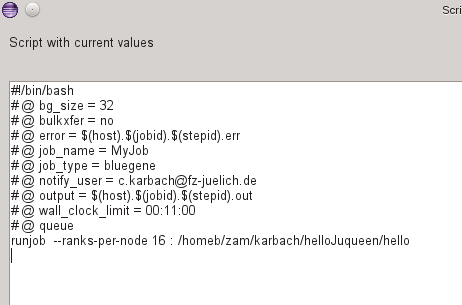 Scri
Script with current values
#!/bin/bash
# @ bg_size = 32
# @ bulkxfer = no
# @ error = $(host).$(jobid).$(stepid).err
# @ job_name = MyJob
# @ job_type = bluegene
# @ notify_user = c.karbach@fz-juelich.de
# @ output = $(host).$(jobid).$(stepid).out
# @ wall_clock_limit = 00:11:00
# @ queue
runjob --ranks-per-node 16 : /homeb/zam/karbach/helloJuqueen/hello